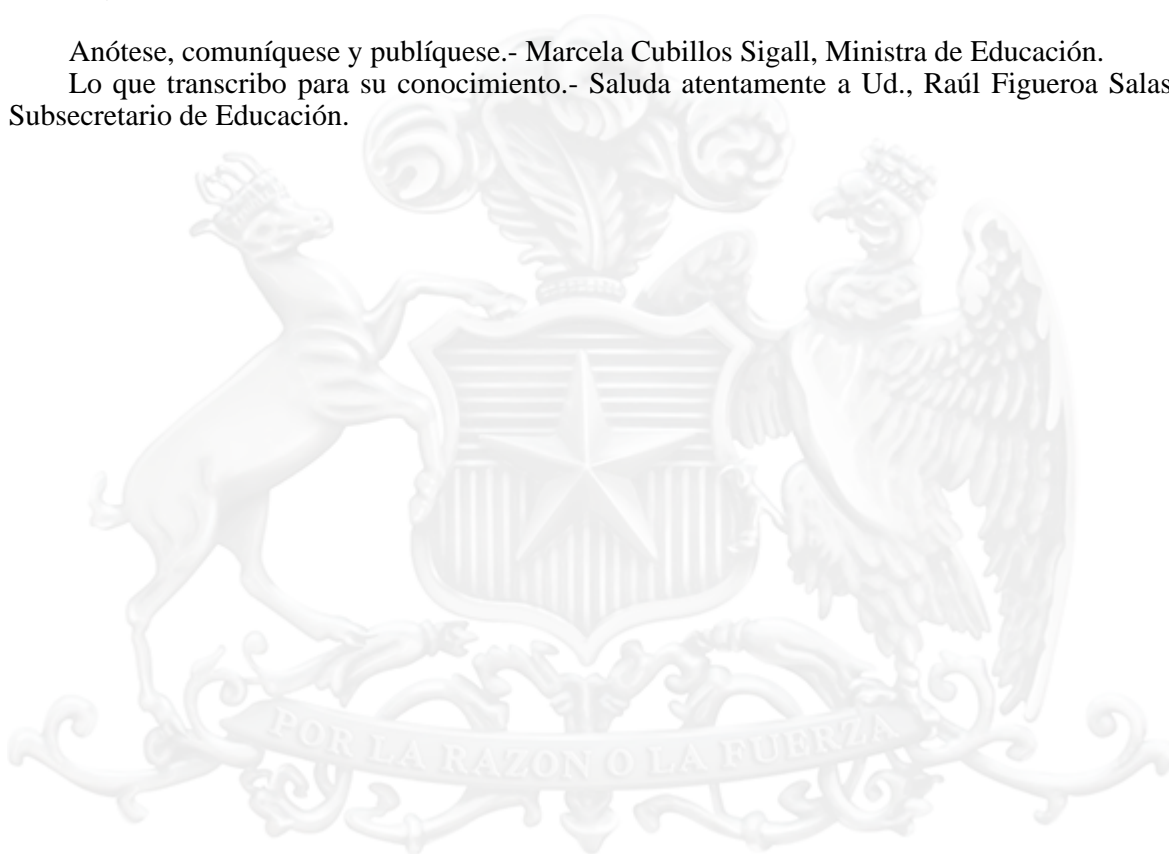 Anótese, comuníquese y publíquese.- Marcela Cubillos Sigall, Ministra de Educación.
Lo que transcribo para su conocimiento.- Saluda atentamente a Ud., Raúl Figueroa Salas
Subsecretario de Educación.
POR LA RAZON O LA FUERZA